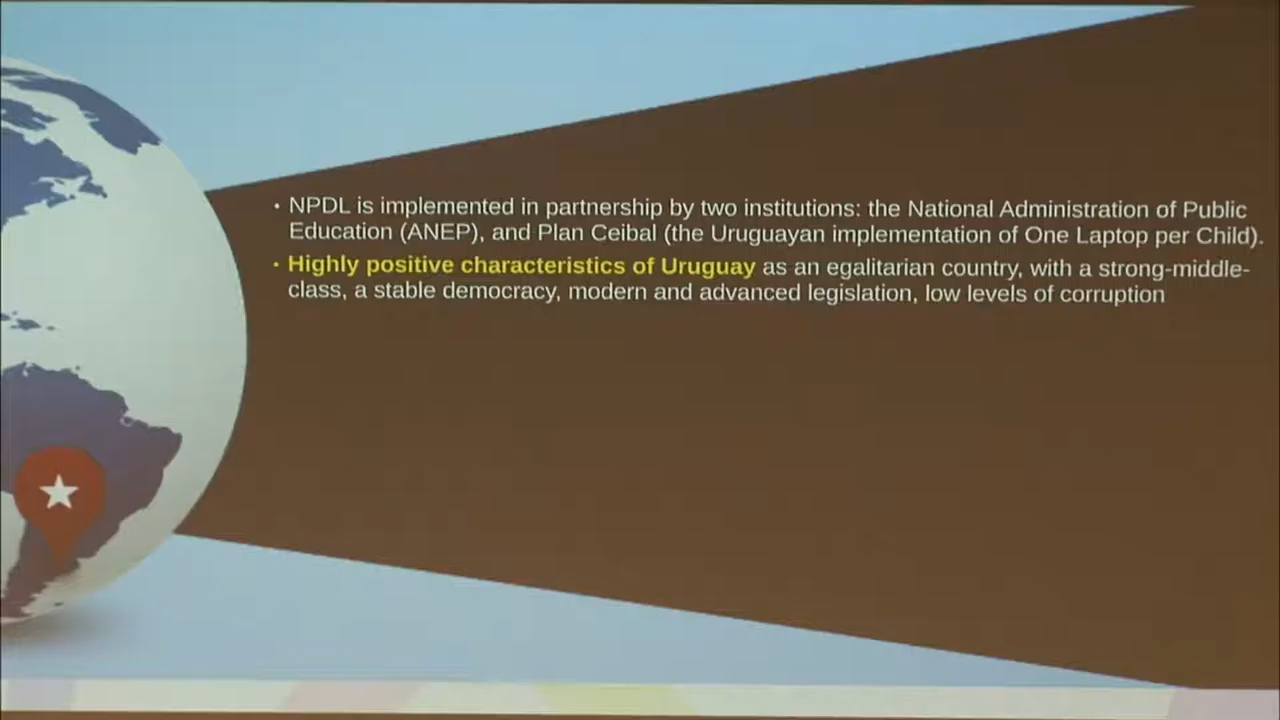 • NPDL is implemented in partnership by two institutions: the National Administration of Public
Education (ANEP), and Plan Ceibal (the Uruguayan implementation of One Laptop per Child).
• Highly positive characteristics of Uruguay as an egalitarian country, with a strong-middle-
class, a stable democracy, modern and advanced legislation, low levels of corruption